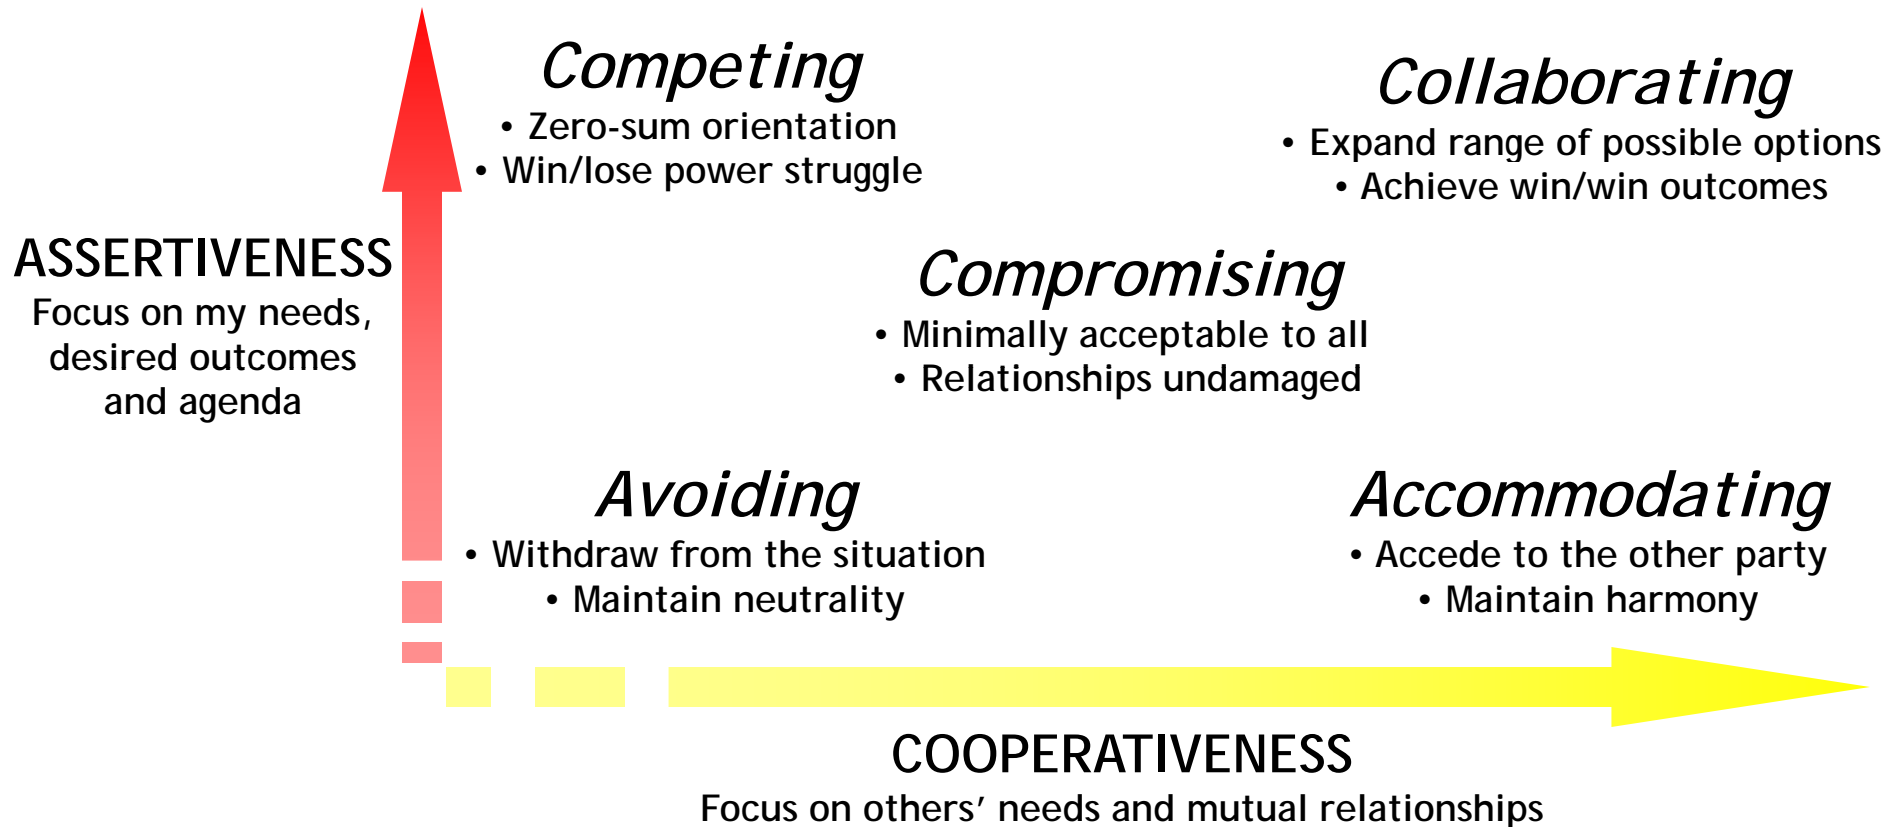 Competing
• Zero-sum orientation
• Win/lose power struggle
Collaborating
• Expand range of possible options
• Achieve win/win outcomes
ASSERTIVENESS
Focus on my needs,
desired outcomes
and agenda
Compromising
• Minimally acceptable to all
• Relationships undamaged
Avoiding
• Withdraw from the situation
• Maintain neutrality
Accommodating
• Accede to the other party
• Maintain harmony
COOPERATIVENESS
Focus on others’ needs and mutual relationships